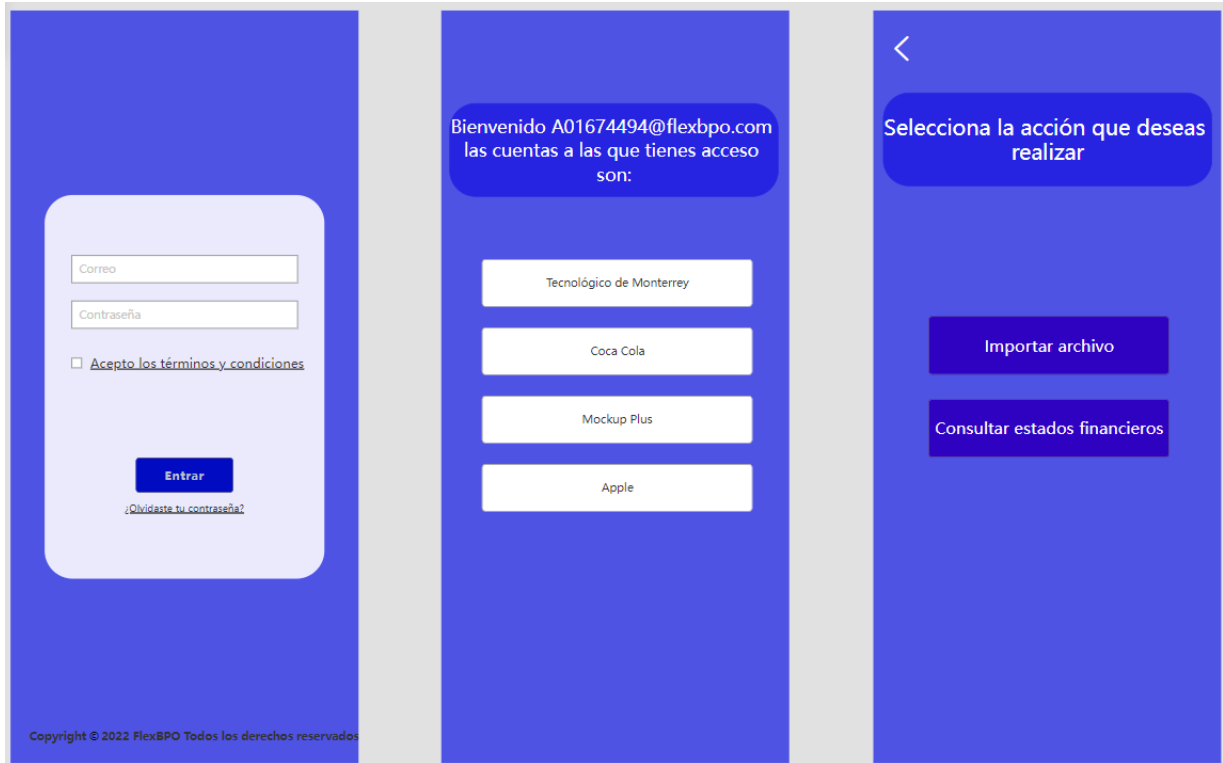 Correo
Contraseña
Acepto los términos y condiciones
Entrar
¿Olvidaste tu contraseña?
Copyright © 2022 FlexBPO Todos los derechos reservados
Bienvenido A01674494@flexbpo.com
las cuentas a las que tienes acceso
son:
Tecnológico de Monterrey
Coca Cola
Mockup Plus
Apple
Selecciona la acción que deseas
realizar
Importar archivo
Consultar estados financieros